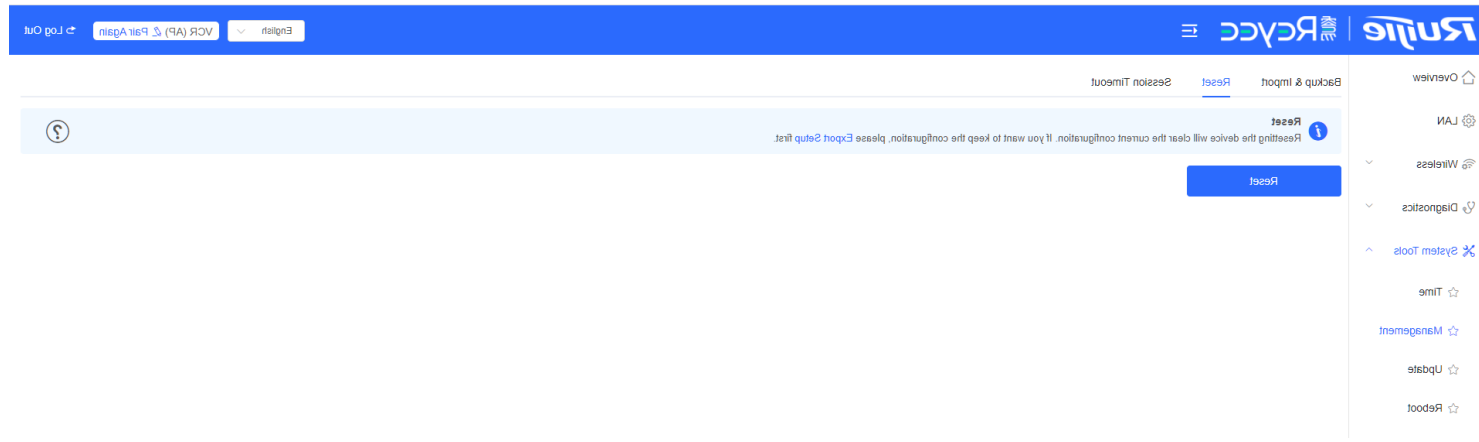 Ruijie Reyee
English
VCR (AP) Pair Again
Log Out
Overview
LAN
Wireless
Diagnostics
System Tools
Time
Management
Update
Reboot
Backup & Import Reset Session Timeout
Reset
Resetting the device will clear the current configuration. If you want to keep the configuration, please Export Setup first.
Reset